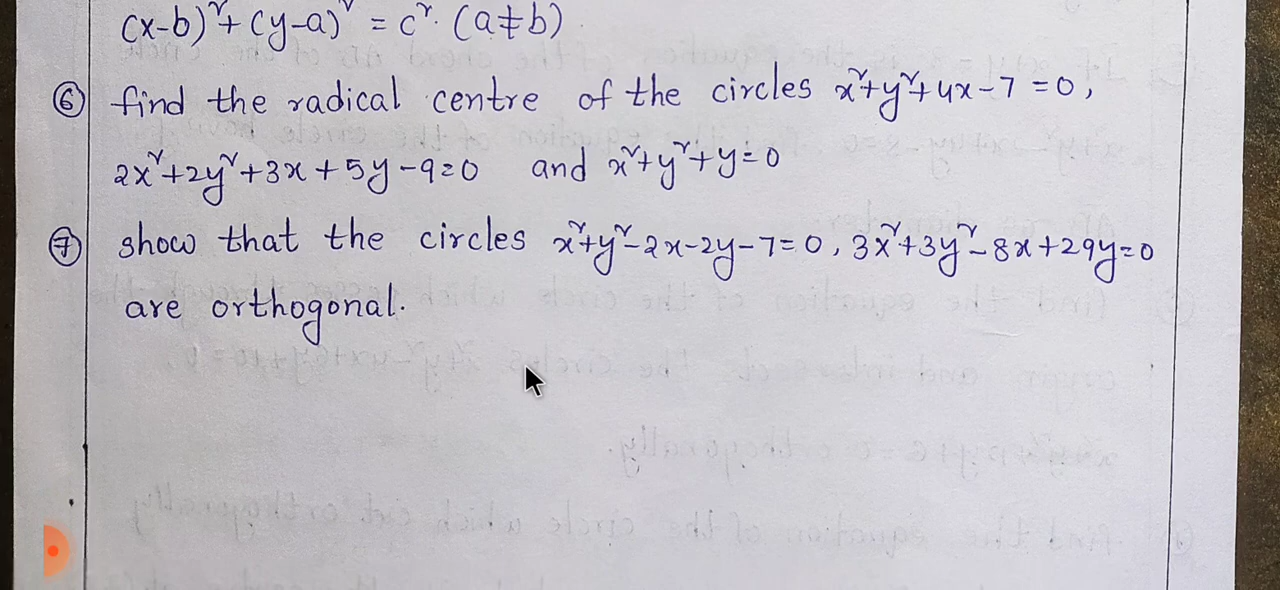 (x-b)²+(y-a)² = c². (a≠b)
⑥ find the radical centre of the circles x²+y²+4x-7=0,
2x²+2y²+3x+5y-9=0 and x²+y²+y=0
⑦ show that the circles x²+y²-2x-2y-7=0, 3x²+3y²-8x+29y=0
are orthogonal.